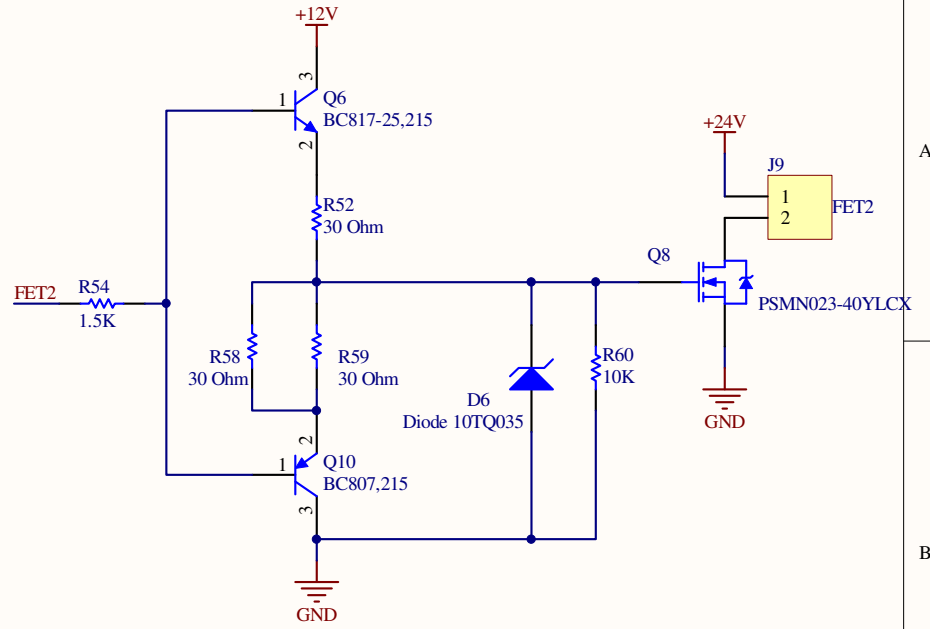 +12V
3
1
Q6
BC817-25,215
2
R52
30 Ohm
+24V
J9
1
2
FET2
A
Q8
PSMN023-40YLCX
GND
FET2
R54
1.5K
R58
30 Ohm
R59
30 Ohm
D6
Diode 10TQ035
R60
10K
2
1
Q10
BC807,215
3
GND
B